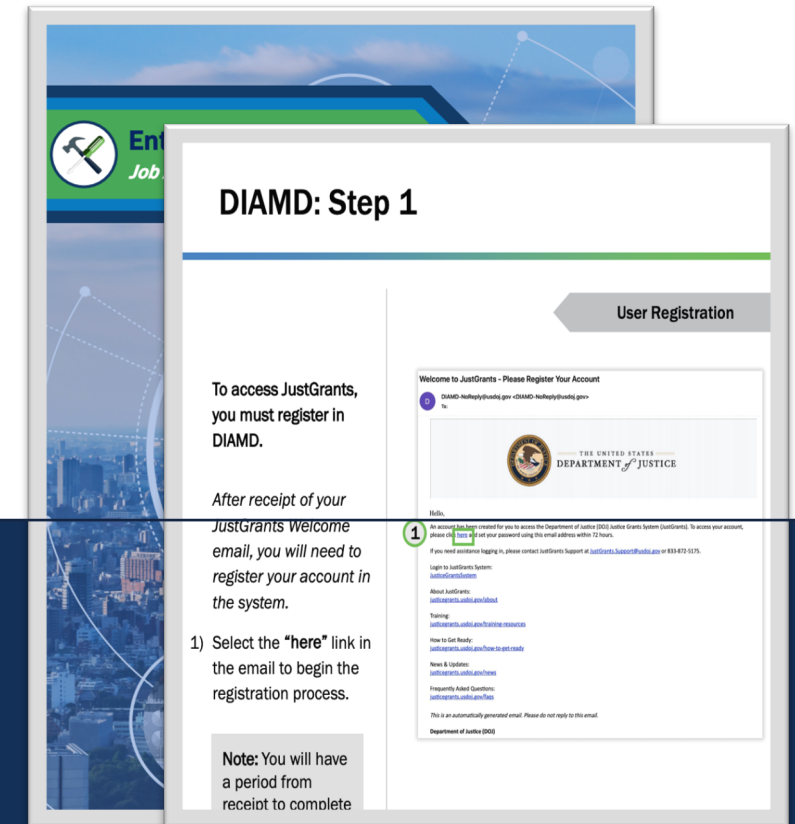 Ent
Job
DIAMD: Step 1
User Registration
To access JustGrants,
you must register in
DIAMD.
After receipt of your
JustGrants Welcome
email, you will need to
register your account in
the system.
1) Select the “here” link in
the email to begin the
registration process.
Note: You will have
a period from
receipt to complete
Welcome to JustGrants - Please Register Your Account
D
DIAMD-NoReply@usdoj.gov <DIAMD-NoReply@usdoj.gov>
To:
THE UNITED STATES
DEPARTMENT of JUSTICE
Hello,
1
An account has been created for you to access the Department of Justice (DOJ) Justice Grants System (JustGrants). To access your account,
please click here and set your password using this email address within 72 hours.
If you need assistance logging in, please contact JustGrants Support at JustGrants.Support@usdoj.gov or 833-872-5175.
Login to JustGrants System:
JusticeGrantsSystem
About JustGrants:
justicegrants.usdoj.gov/about
Training:
justicegrants.usdoj.gov/training-resources
How to Get Ready:
justicegrants.usdoj.gov/how-to-get-ready
News & Updates:
justicegrants.usdoj.gov/news
Frequently Asked Questions:
justicegrants.usdoj.gov/faqs
This is an automatically generated email. Please do not reply to this email.
Department of Justice (DOJ)